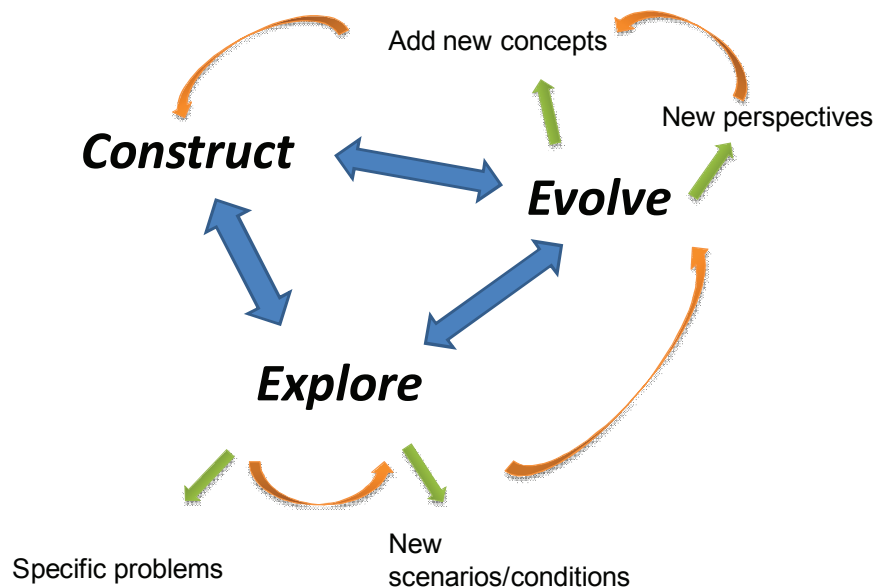 Add new concepts
New perspectives
Construct
Evolve
Explore
Specific problems
New
scenarios/conditions